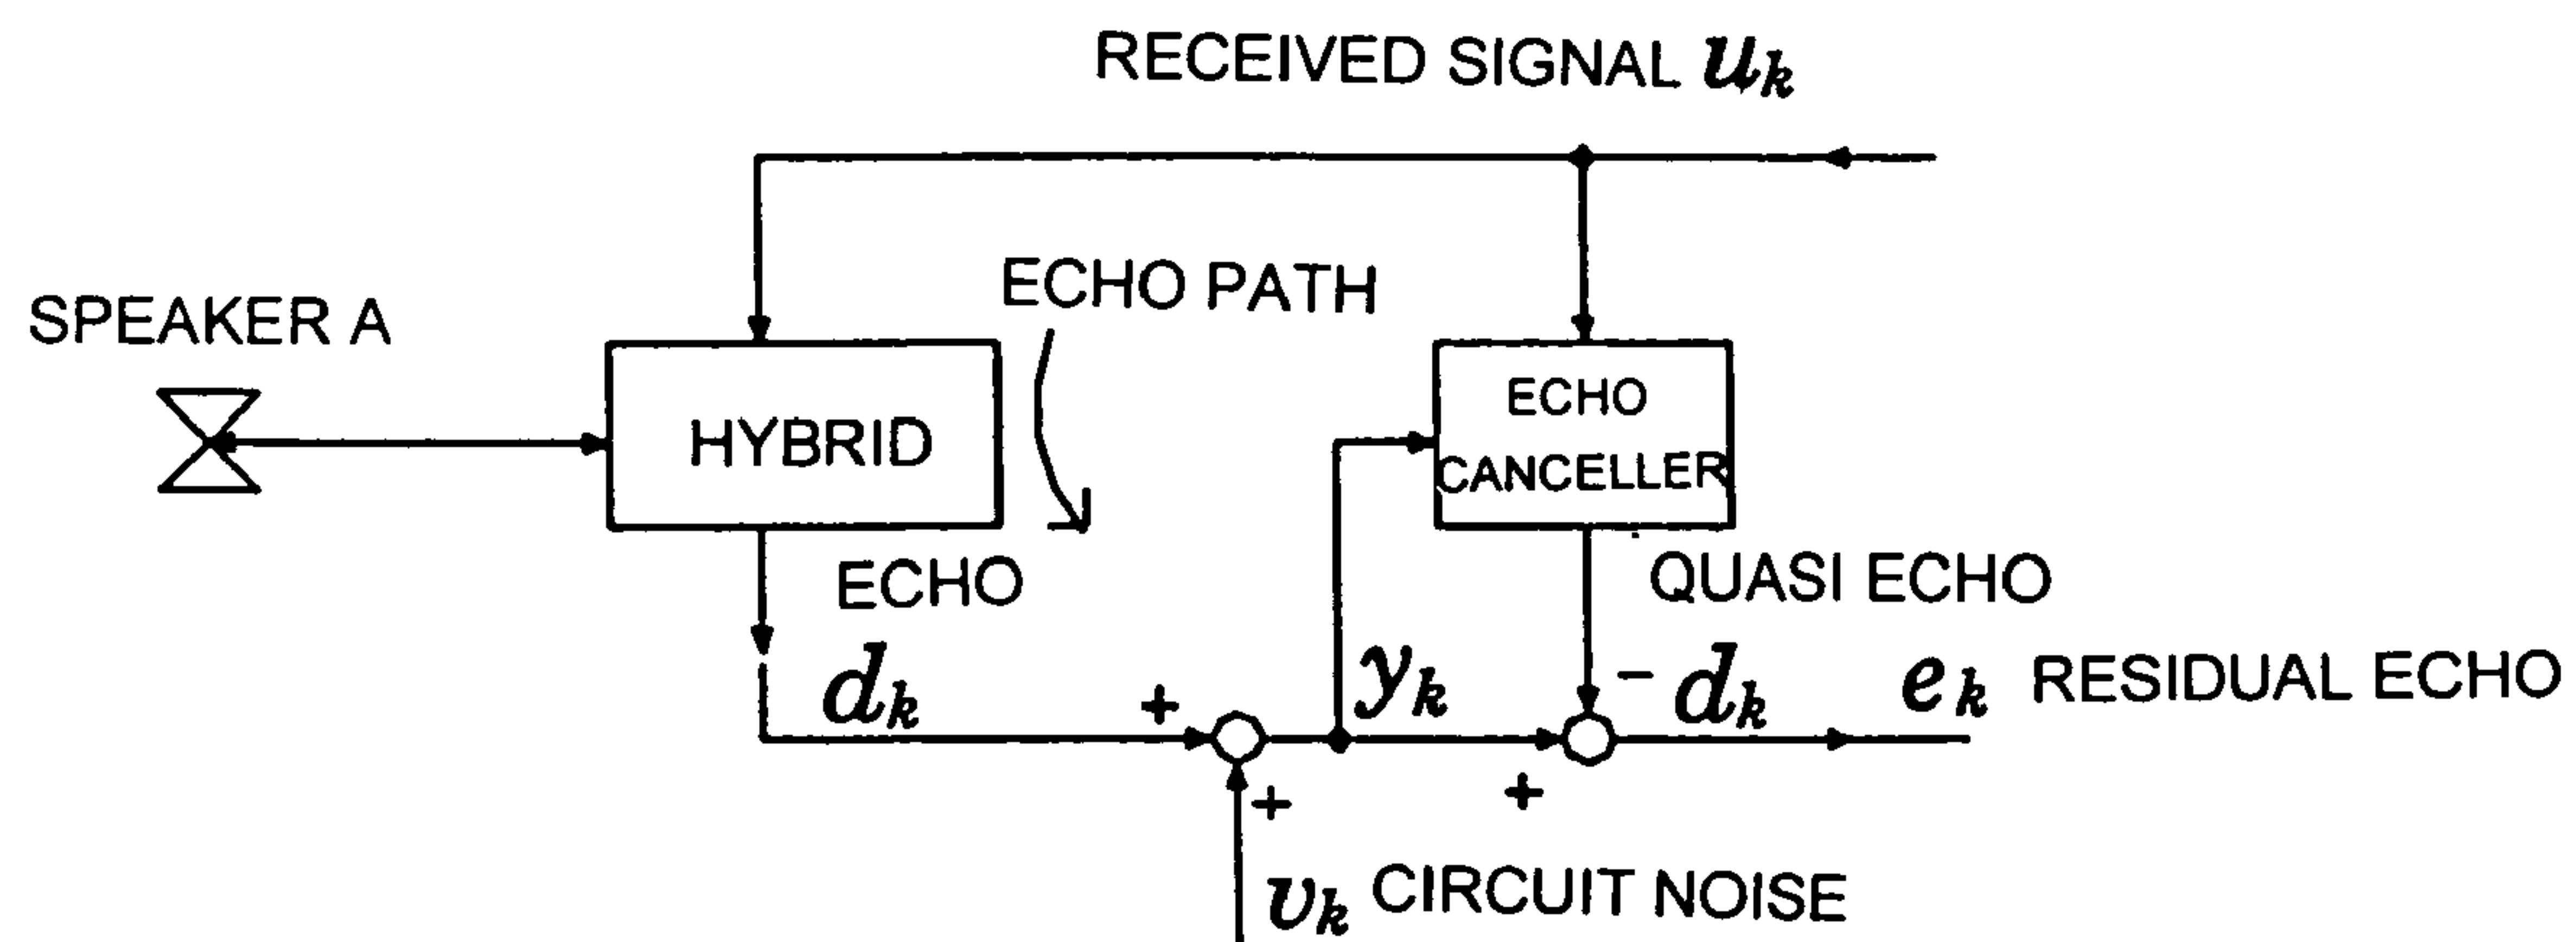 RECEIVED SIGNAL uk
ECHO PATH
SPEAKER A
HYBRID
ECHO
CANCELLER
ECHO
QUASI ECHO
dk
+
yk
- dk
ek RESIDUAL ECHO
+
+
vk CIRCUIT NOISE